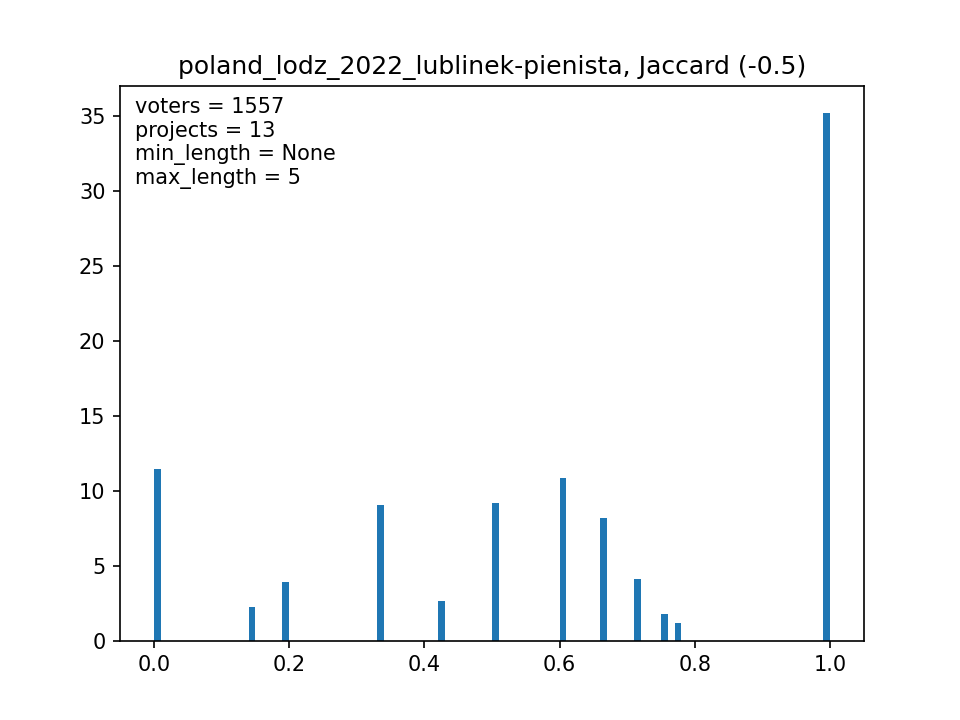 poland_lodz_2022_lublinek-pienista, Jaccard (-0.5)
voters = 1557
projects = 13
min_length = None
max_length = 5
35
30
25
20
15
10
5
0
0.0 0.2 0.4 0.6 0.8 1.0